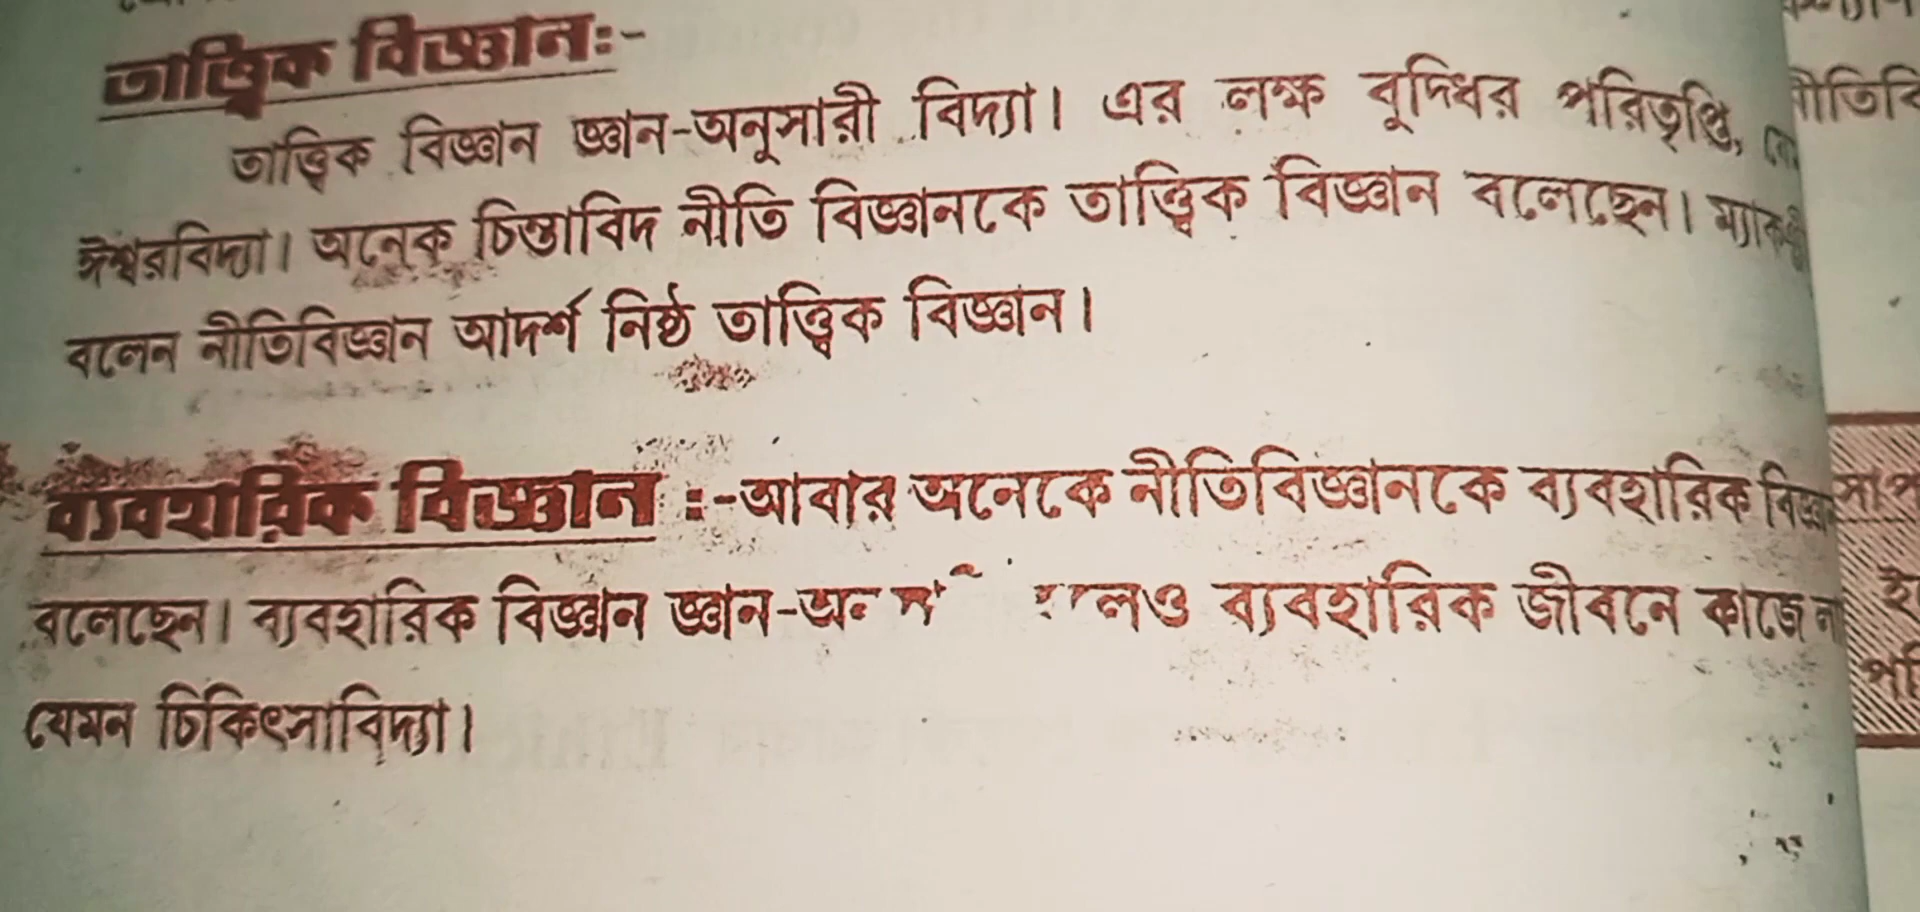 তাত্ত্বিক বিজ্ঞানঃ-
তাত্ত্বিক বিজ্ঞান জ্ঞান-অনুসারী বিদ্যা। এর লক্ষ বুদ্ধির পরিতৃপ্তি,
ঈশ্বরবিদ্যা। অনেক চিন্তাবিদ নীতি বিজ্ঞানকে তাত্ত্বিক বিজ্ঞান বলেছেন।
বলেন নীতিবিজ্ঞান আদর্শ নিষ্ঠ তাত্ত্বিক বিজ্ঞান।
ব্যবহারিক বিজ্ঞান :-আবার অনেকে নীতিবিজ্ঞানকে ব্যবহারিক
বলেছেন। ব্যবহারিক বিজ্ঞান জ্ঞান- ব্যবহারিক জীবনে কাজে
যেমন চিকিৎসাবিদ্যা।